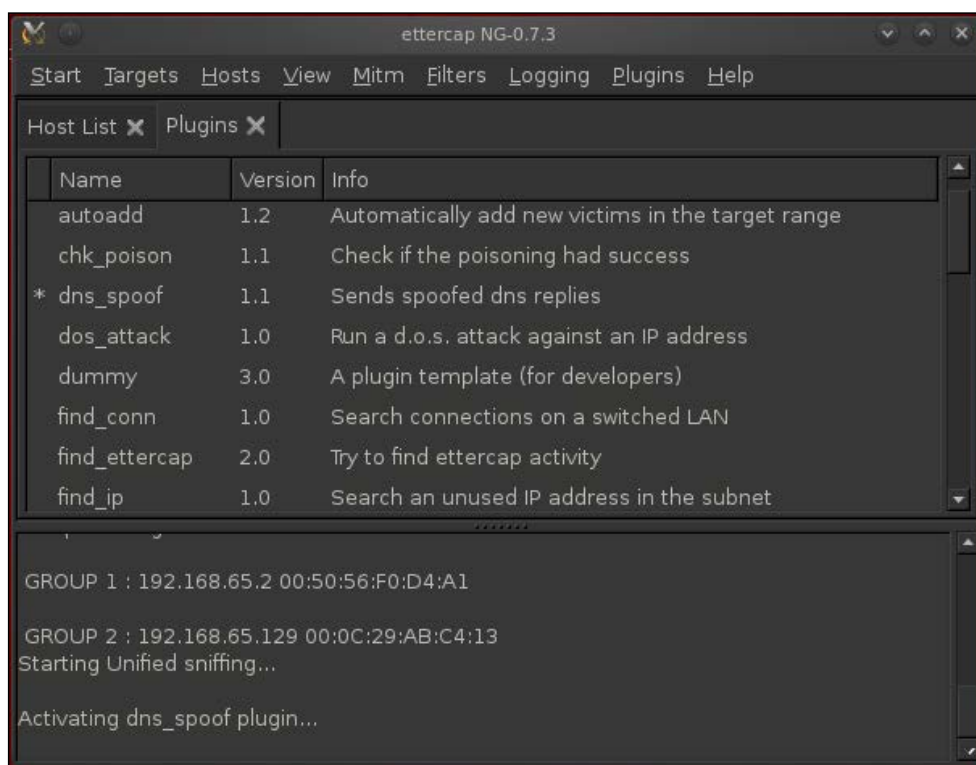 ettercap NG-0.7.3
Start Targets Hosts View Mitm Filters Logging Plugins Help
Host List Plugins
Name Version Info
autoadd 1.2 Automatically add new victims in the target range
chk_poison 1.1 Check if the poisoning had success
* dns_spoof 1.1 Sends spoofed dns replies
dos_attack 1.0 Run a d.o.s. attack against an IP address
dummy 3.0 A plugin template (for developers)
find_conn 1.0 Search connections on a switched LAN
find_ettercap 2.0 Try to find ettercap activity
find_ip 1.0 Search an unused IP address in the subnet
GROUP 1 : 192.168.65.2 00:50:56:F0:D4:A1
GROUP 2 : 192.168.65.129 00:0C:29:AB:C4:13
Starting Unified sniffing...
Activating dns_spoof plugin...